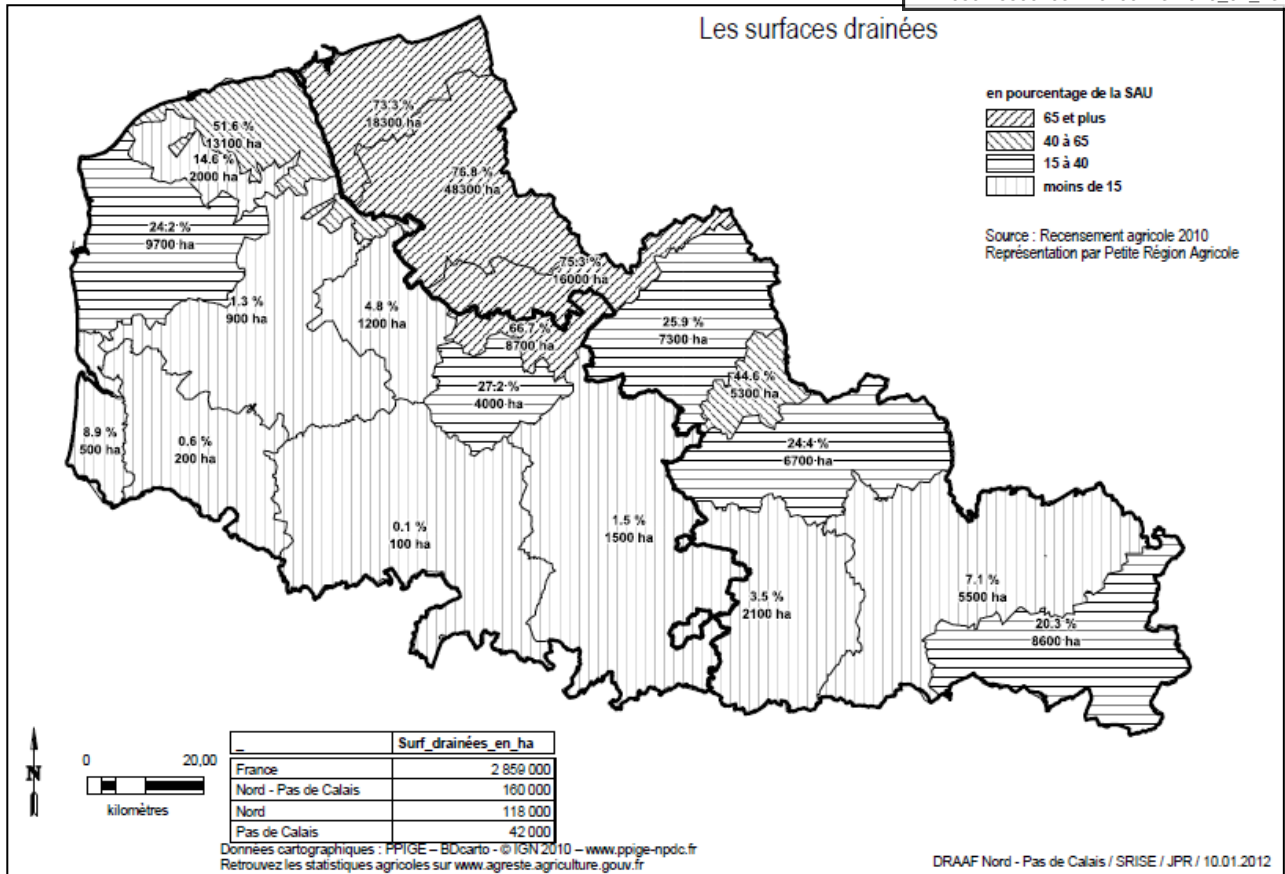 Les surfaces drainées
en pourcentage de la SAU
65 et plus
40 à 65
15 à 40
moins de 15
Source : Recensement agricole 2010
Représentation par Petite Région Agricole
73.3 %
18300 ha
51.6 %
13100 ha
14.6 %
2000 ha
76.8 %
48300 ha
24.2 %
9700 ha
75.3 %
16000 ha
1.3 %
900 ha
4.8 %
1200 ha
66.7 %
8700 ha
25.9 %
7300 ha
27.2 %
4000 ha
44.6 %
5300 ha
8.9 %
500 ha
0.6 %
200 ha
24.4 %
6700 ha
0.1 %
100 ha
1.5 %
1500 ha
3.5 %
2100 ha
7.1 %
5500 ha
20.3 %
8600 ha
N
0 20,00
kilomètres
_ Surf_drainées_en_ha
France 2 859 000
Nord - Pas de Calais 160 000
Nord 118 000
Pas de Calais 42 000
Données cartographiques : PPIGE – BDcarto - © IGN 2010 – www.ppige-npdc.fr
Retrouvez les statistiques agricoles sur www.agreste.agriculture.gouv.fr
DRAAF Nord - Pas de Calais / SRISE / JPR / 10.01.2012